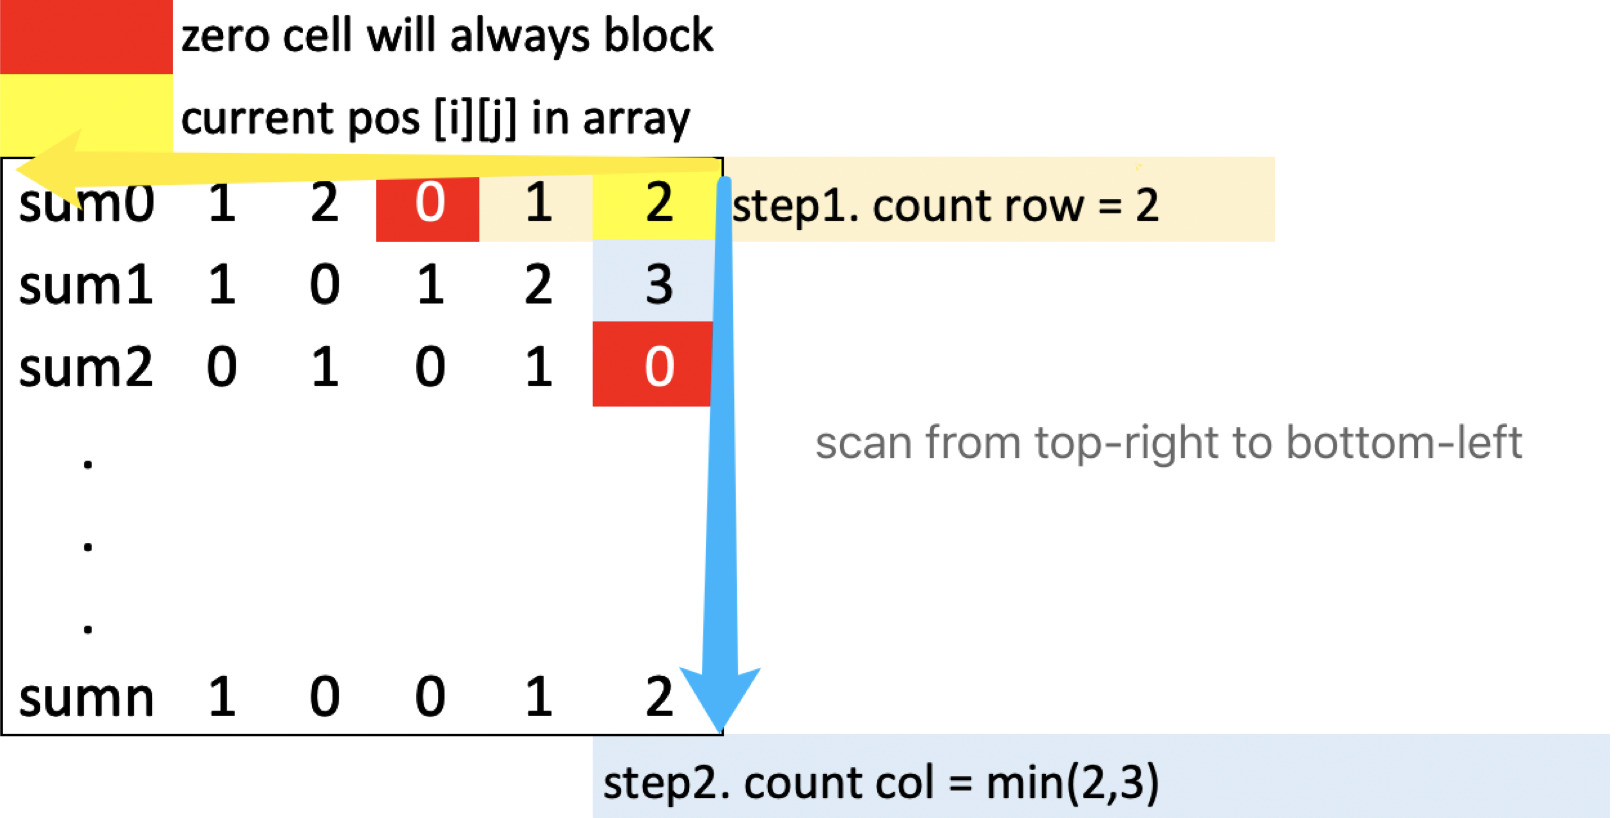 zero cell will always block
current pos [i][j] in array
sum0 1 2 0 1 2 step1. count row = 2
sum1 1 0 1 2 3
sum2 0 1 0 1 0
scan from top-right to bottom-left
.
.
.
sumn 1 0 0 1 2
step2. count col = min(2,3)